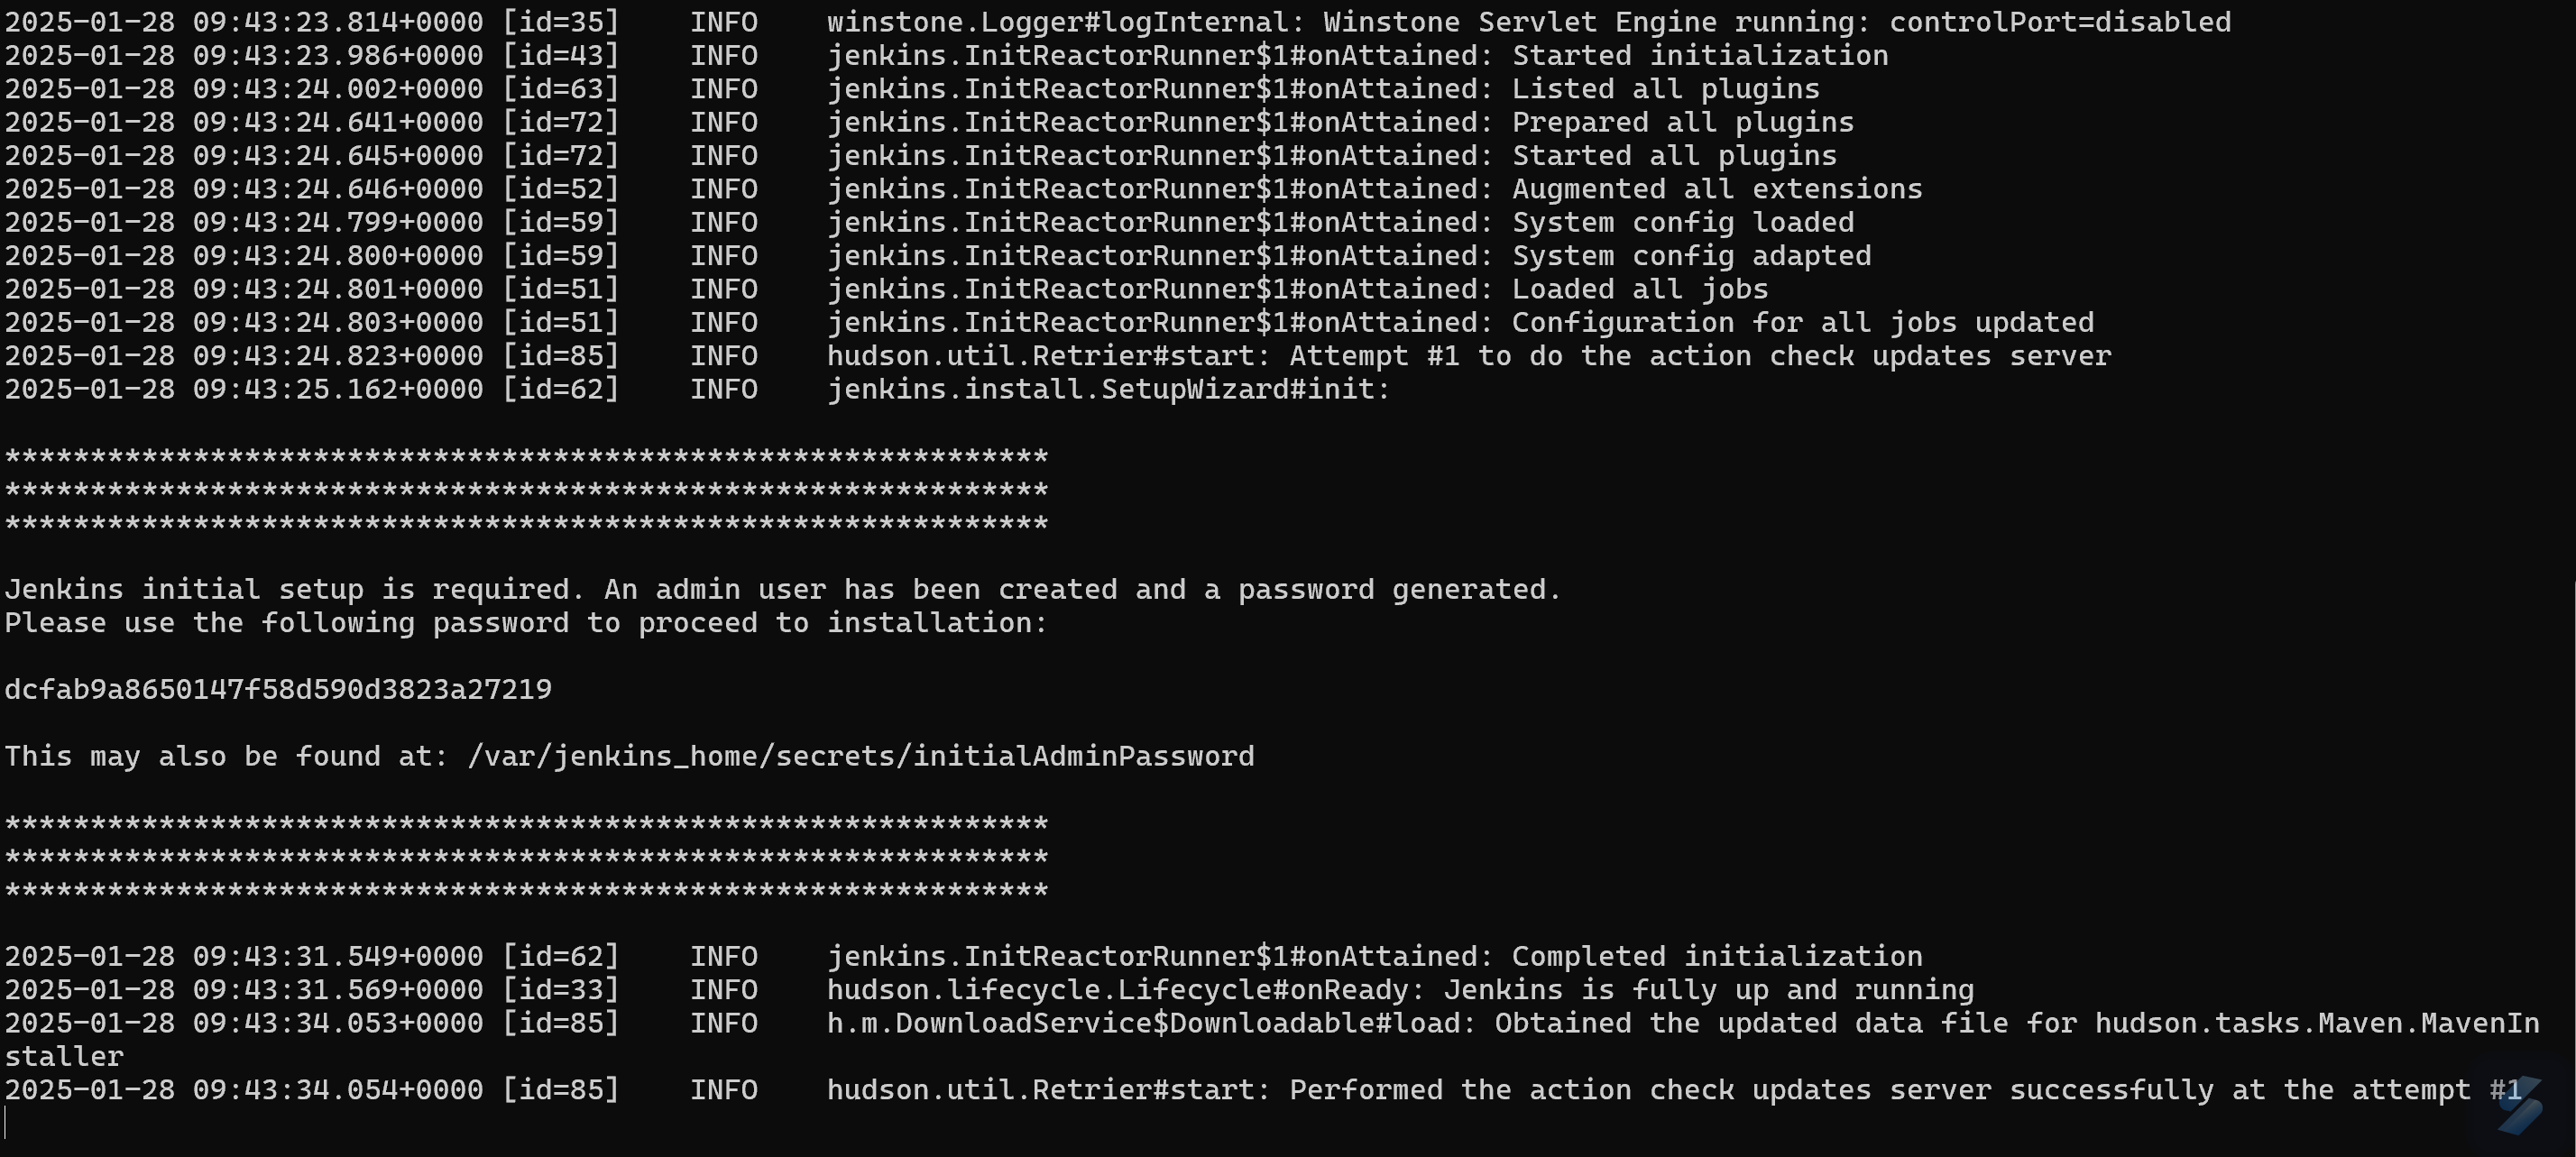 2025-01-28 09:43:23.814+0000 [id=35]    INFO    winstone.Logger#logInternal: Winstone Servlet Engine running: controlPort=disabled
2025-01-28 09:43:23.986+0000 [id=43]    INFO    jenkins.InitReactorRunner$1#onAttained: Started initialization
2025-01-28 09:43:24.002+0000 [id=63]    INFO    jenkins.InitReactorRunner$1#onAttained: Listed all plugins
2025-01-28 09:43:24.641+0000 [id=72]    INFO    jenkins.InitReactorRunner$1#onAttained: Prepared all plugins
2025-01-28 09:43:24.645+0000 [id=72]    INFO    jenkins.InitReactorRunner$1#onAttained: Started all plugins
2025-01-28 09:43:24.646+0000 [id=52]    INFO    jenkins.InitReactorRunner$1#onAttained: Augmented all extensions
2025-01-28 09:43:24.799+0000 [id=59]    INFO    jenkins.InitReactorRunner$1#onAttained: System config loaded
2025-01-28 09:43:24.800+0000 [id=59]    INFO    jenkins.InitReactorRunner$1#onAttained: System config adapted
2025-01-28 09:43:24.801+0000 [id=51]    INFO    jenkins.InitReactorRunner$1#onAttained: Loaded all jobs
2025-01-28 09:43:24.803+0000 [id=51]    INFO    jenkins.InitReactorRunner$1#onAttained: Configuration for all jobs updated
2025-01-28 09:43:24.823+0000 [id=85]    INFO    hudson.util.Retrier#start: Attempt #1 to do the action check updates server
2025-01-28 09:43:25.162+0000 [id=62]    INFO    jenkins.install.SetupWizard#init:
*************************************************************
*************************************************************
*************************************************************
Jenkins initial setup is required. An admin user has been created and a password generated.
Please use the following password to proceed to installation:
dcfab9a8650147f58d590d3823a27219
This may also be found at: /var/jenkins_home/secrets/initialAdminPassword
*************************************************************
*************************************************************
*************************************************************
2025-01-28 09:43:31.549+0000 [id=62]    INFO    jenkins.InitReactorRunner$1#onAttained: Completed initialization
2025-01-28 09:43:31.569+0000 [id=33]    INFO    hudson.lifecycle.Lifecycle#onReady: Jenkins is fully up and running
2025-01-28 09:43:34.053+0000 [id=85]    INFO    h.m.DownloadService$Downloadable#load: Obtained the updated data file for hudson.tasks.Maven.MavenIn
staller
2025-01-28 09:43:34.054+0000 [id=85]    INFO    hudson.util.Retrier#start: Performed the action check updates server successfully at the attempt #1